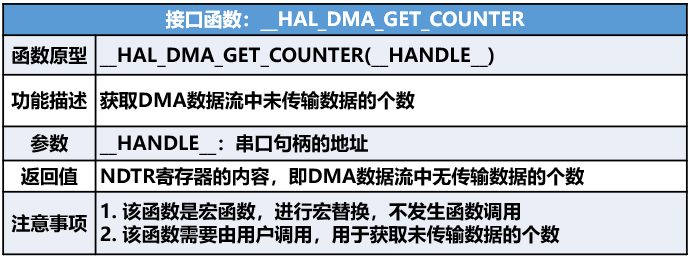 接口函数：__HAL_DMA_GET_COUNTER
函数原型
__HAL_DMA_GET_COUNTER(__HANDLE__)
功能描述
获取DMA数据流中未传输数据的个数
参数
__HANDLE__：串口句柄的地址
返回值
NDTR寄存器的内容，即DMA数据流中无传输数据的个数
注意事项
1. 该函数是宏函数，进行宏替换，不发生函数调用
2. 该函数需要由用户调用，用于获取未传输数据的个数